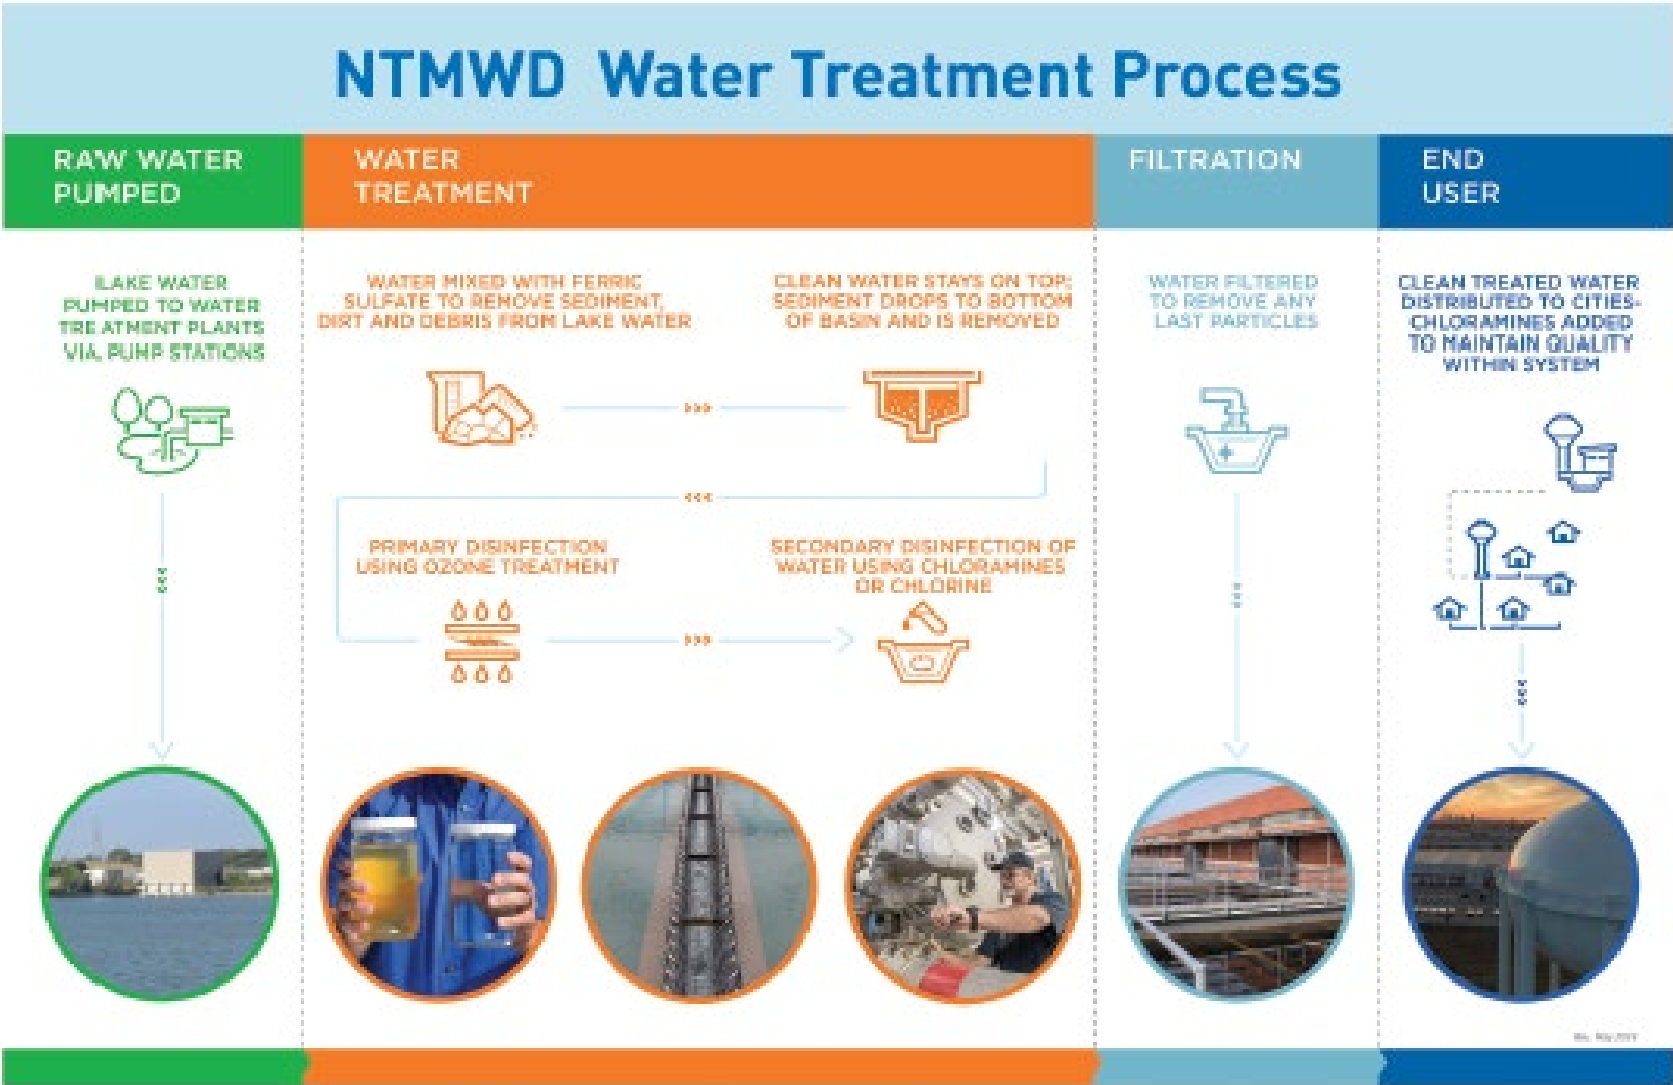 NTMWD Water Treatment Process
RAW WATER
PUMPED
WATER
TREATMENT
FILTRATION
END
USER
LAKE WATER
PUMPED TO WATER
TREATMENT PLANTS
VIA PUMP STATIONS
WATER MIXED WITH FERRIC
SULFATE TO REMOVE SEDIMENT,
DIRT AND DEBRIS FROM LAKE WATER
CLEAN WATER STAYS ON TOP;
SEDIMENT DROPS TO BOTTOM
OF BASIN AND IS REMOVED
PRIMARY DISINFECTION
USING OZONE TREATMENT
SECONDARY DISINFECTION OF
WATER USING CHLORAMINES
OR CHLORINE
WATER FILTERED
TO REMOVE ANY
LAST PARTICLES
CLEAN TREATED WATER
DISTRIBUTED TO CITIES-
CHLORAMINES ADDED
TO MAINTAIN QUALITY
WITHIN SYSTEM